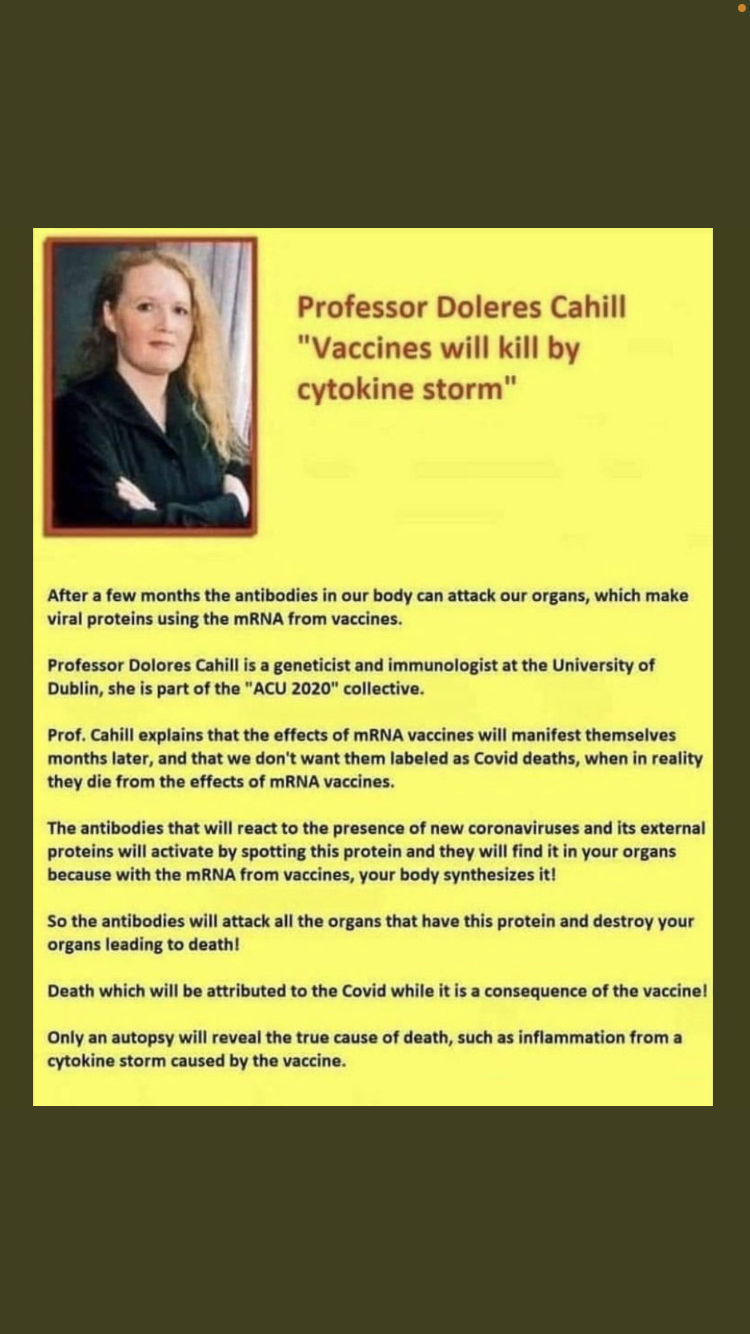 Professor Doleres Cahill
"Vaccines will kill by
cytokine storm"
After a few months the antibodies in our body can attack our organs, which make
viral proteins using the mRNA from vaccines.
Professor Dolores Cahill is a geneticist and immunologist at the University of
Dublin, she is part of the "ACU 2020" collective.
Prof. Cahill explains that the effects of mRNA vaccines will manifest themselves
months later, and that we don't want them labeled as Covid deaths, when in reality
they die from the effects of mRNA vaccines.
The antibodies that will react to the presence of new coronaviruses and its external
proteins will activate by spotting this protein and they will find it in your organs
because with the mRNA from vaccines, your body synthesizes it!
So the antibodies will attack all the organs that have this protein and destroy your
organs leading to death!
Death which will be attributed to the Covid while it is a consequence of the vaccine!
Only an autopsy will reveal the true cause of death, such as inflammation from a
cytokine storm caused by the vaccine.